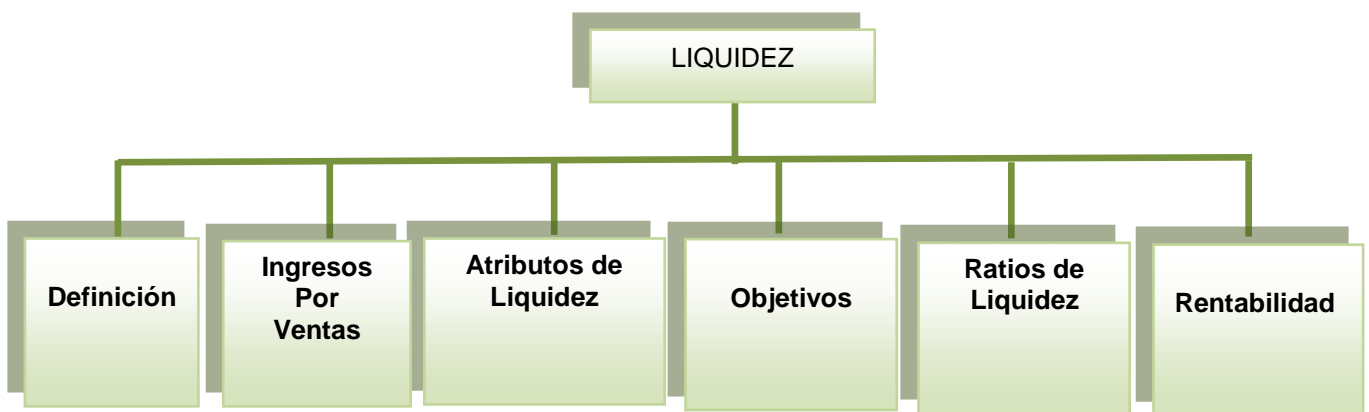 LIQUIDEZ
Definición
Ingresos
Por
Ventas
Atributos de
Liquidez
Objetivos
Ratios de
Liquidez
Rentabilidad